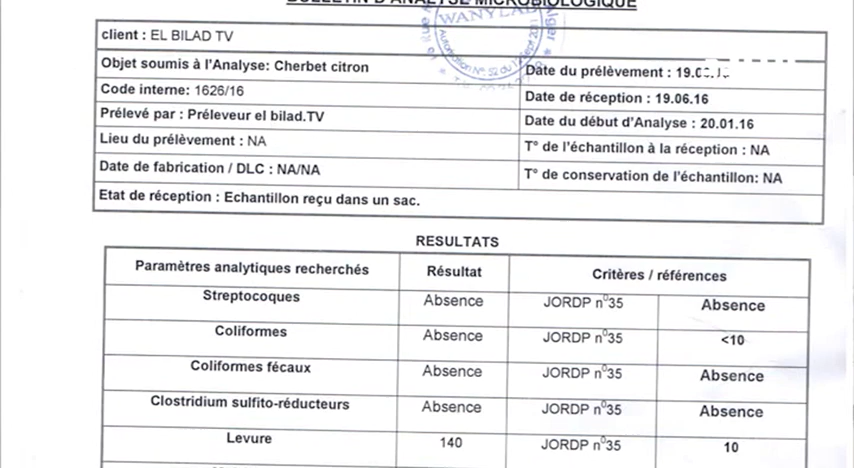 BULLETIN D'ANALYSE MICROBIOLOGIQUE
WANYLAB
Alger
client : EL BILAD TV
Objet soumis à l'Analyse: Cherbet citron
Date du prélèvement :
Code interne: 1626/16
Date de réception : 19.06.16
Prélevé par : Préleveur el bilad.TV
Date du début d'Analyse : 20.01.16
Lieu du prélèvement : NA
T° de l'échantillon à la réception : NA
Date de fabrication / DLC : NA/NA
T° de conservation de l'échantillon: NA
Etat de réception : Echantillon reçu dans un sac.
RESULTATS
Paramètres analytiques recherchés Résultat Critères / références
Streptocoques Absence JORDP n°35 Absence
Coliformes Absence JORDP n°35 <10
Coliformes fécaux Absence JORDP n°35 Absence
Clostridium sulfito-réducteurs Absence JORDP n°35 Absence
Levure 140 JORDP n°35 10